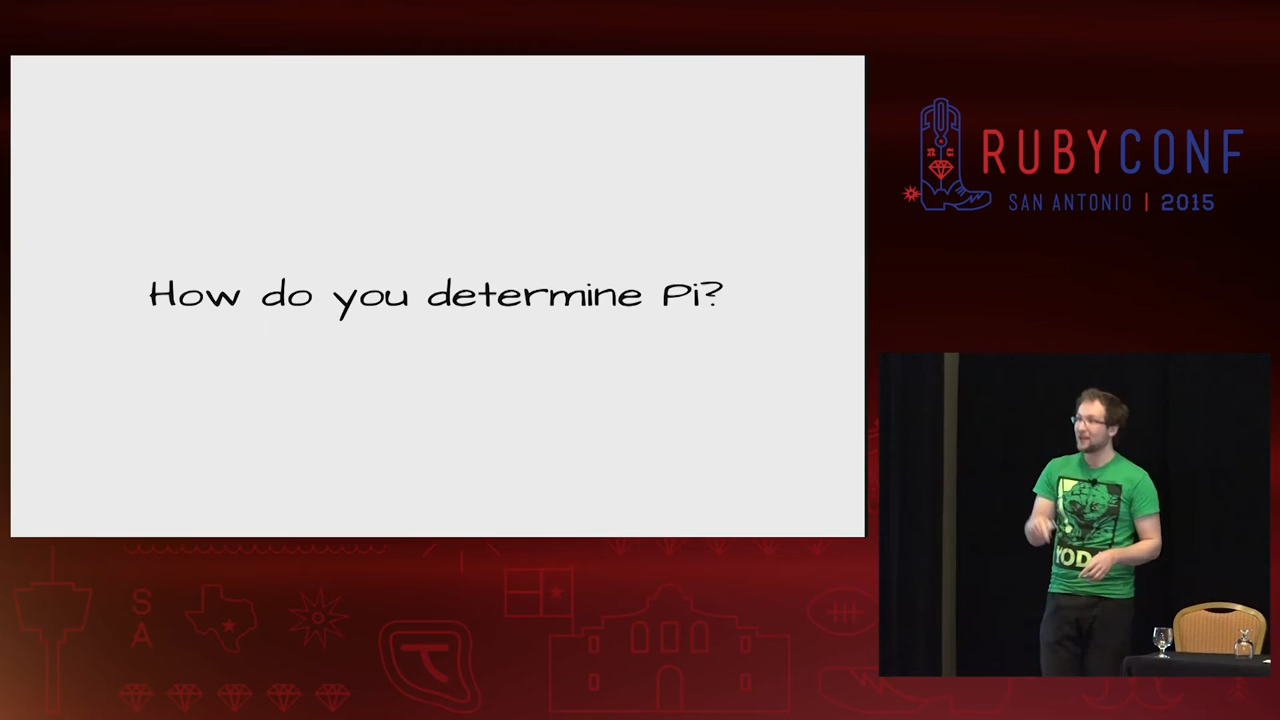 How do you determine Pi?
RUBYCONF
SAN ANTONIO | 2015
YODA
S
A